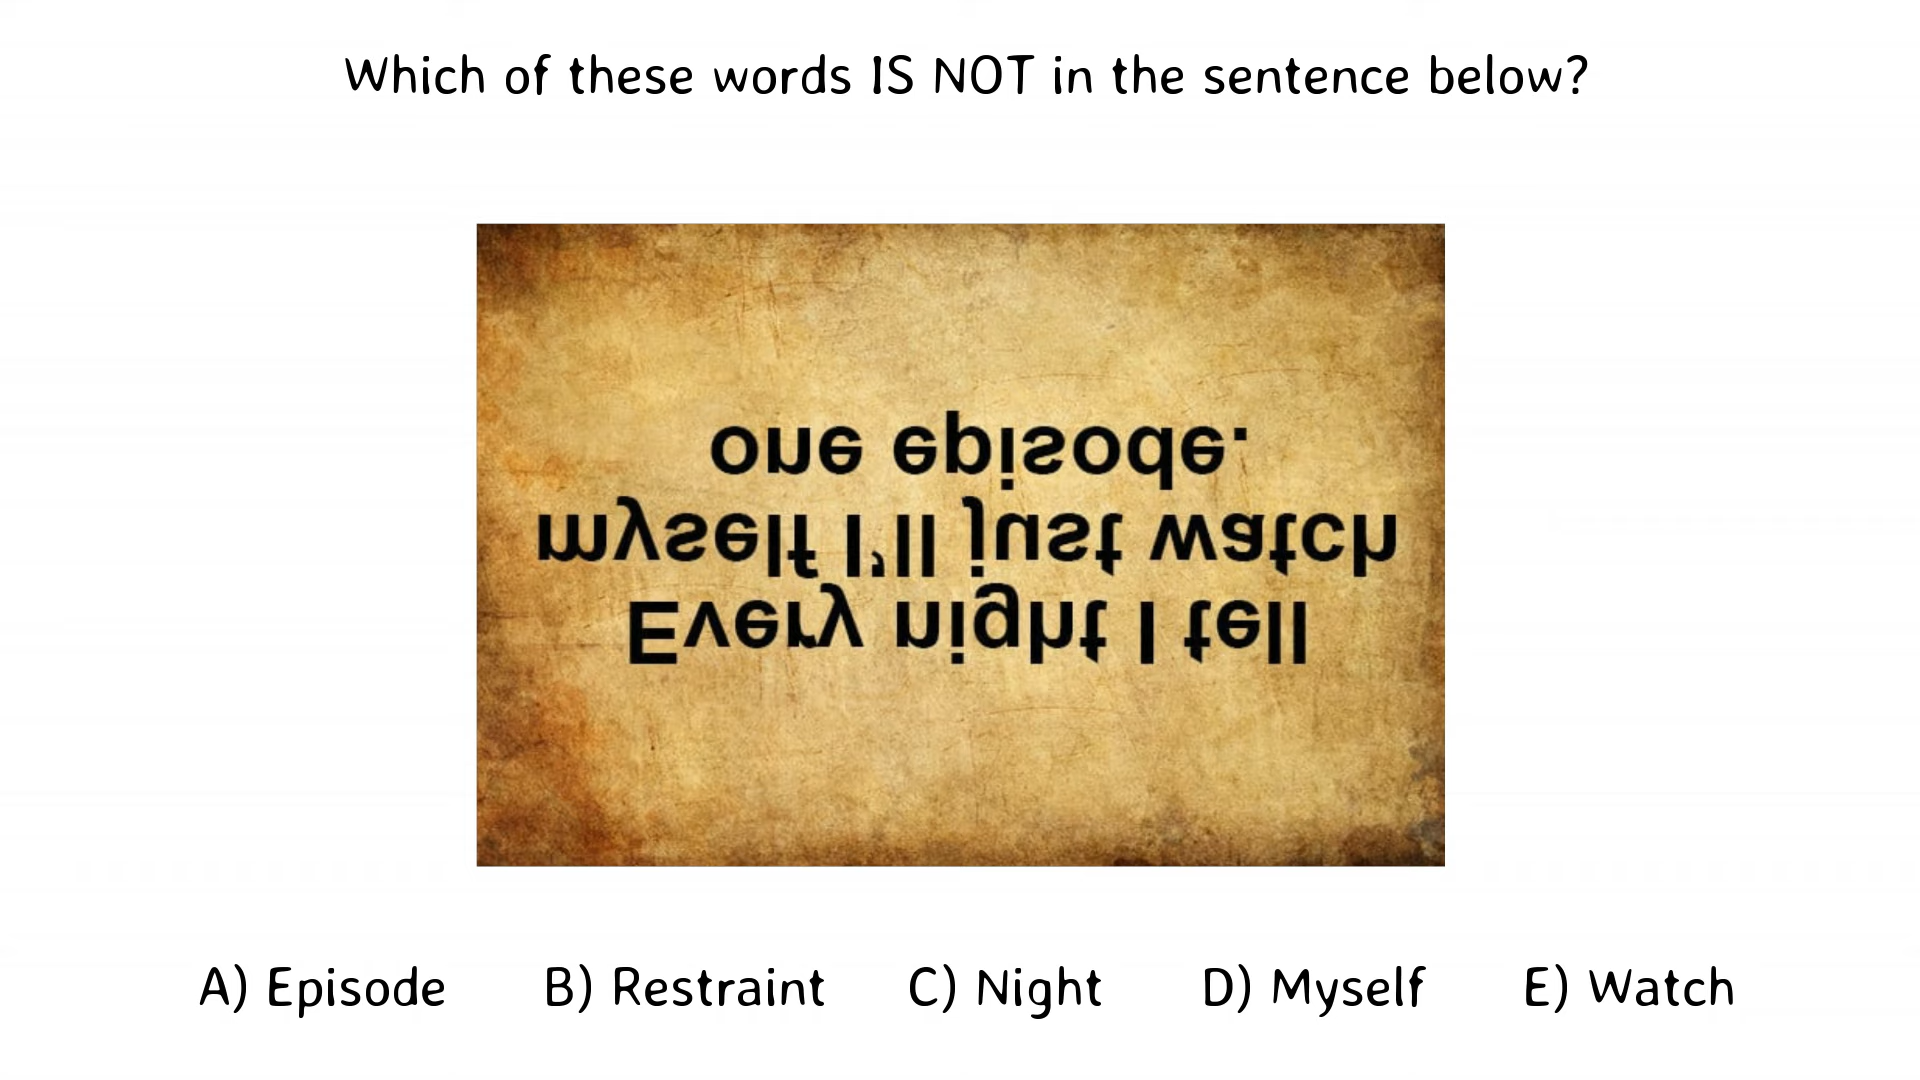 Which of these words IS NOT in the sentence below?
Every night I tell
myself I'll just watch
one episode.
A) Episode B) Restraint C) Night D) Myself E) Watch